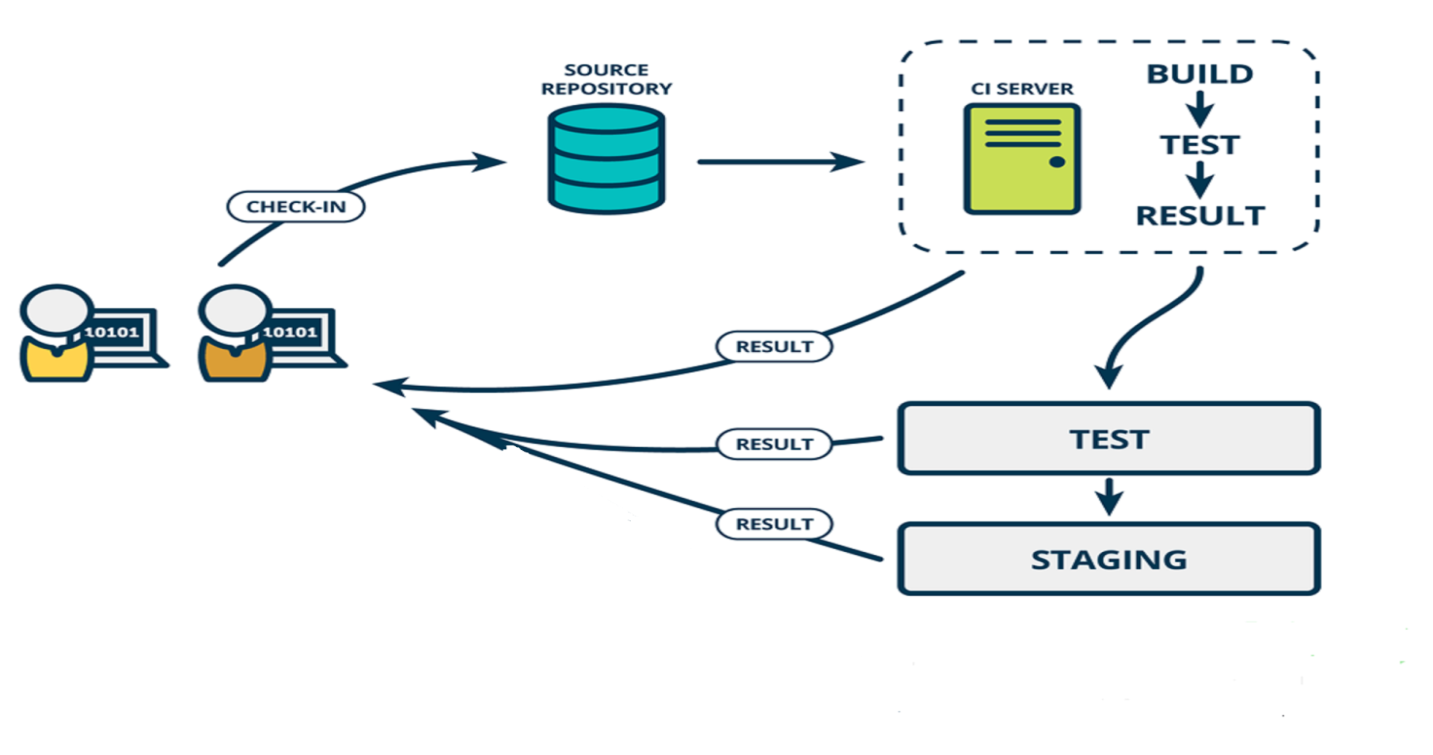 SOURCE
REPOSITORY
CI SERVER
BUILD
TEST
RESULT
CHECK-IN
10101
10101
RESULT
RESULT
RESULT
TEST
STAGING